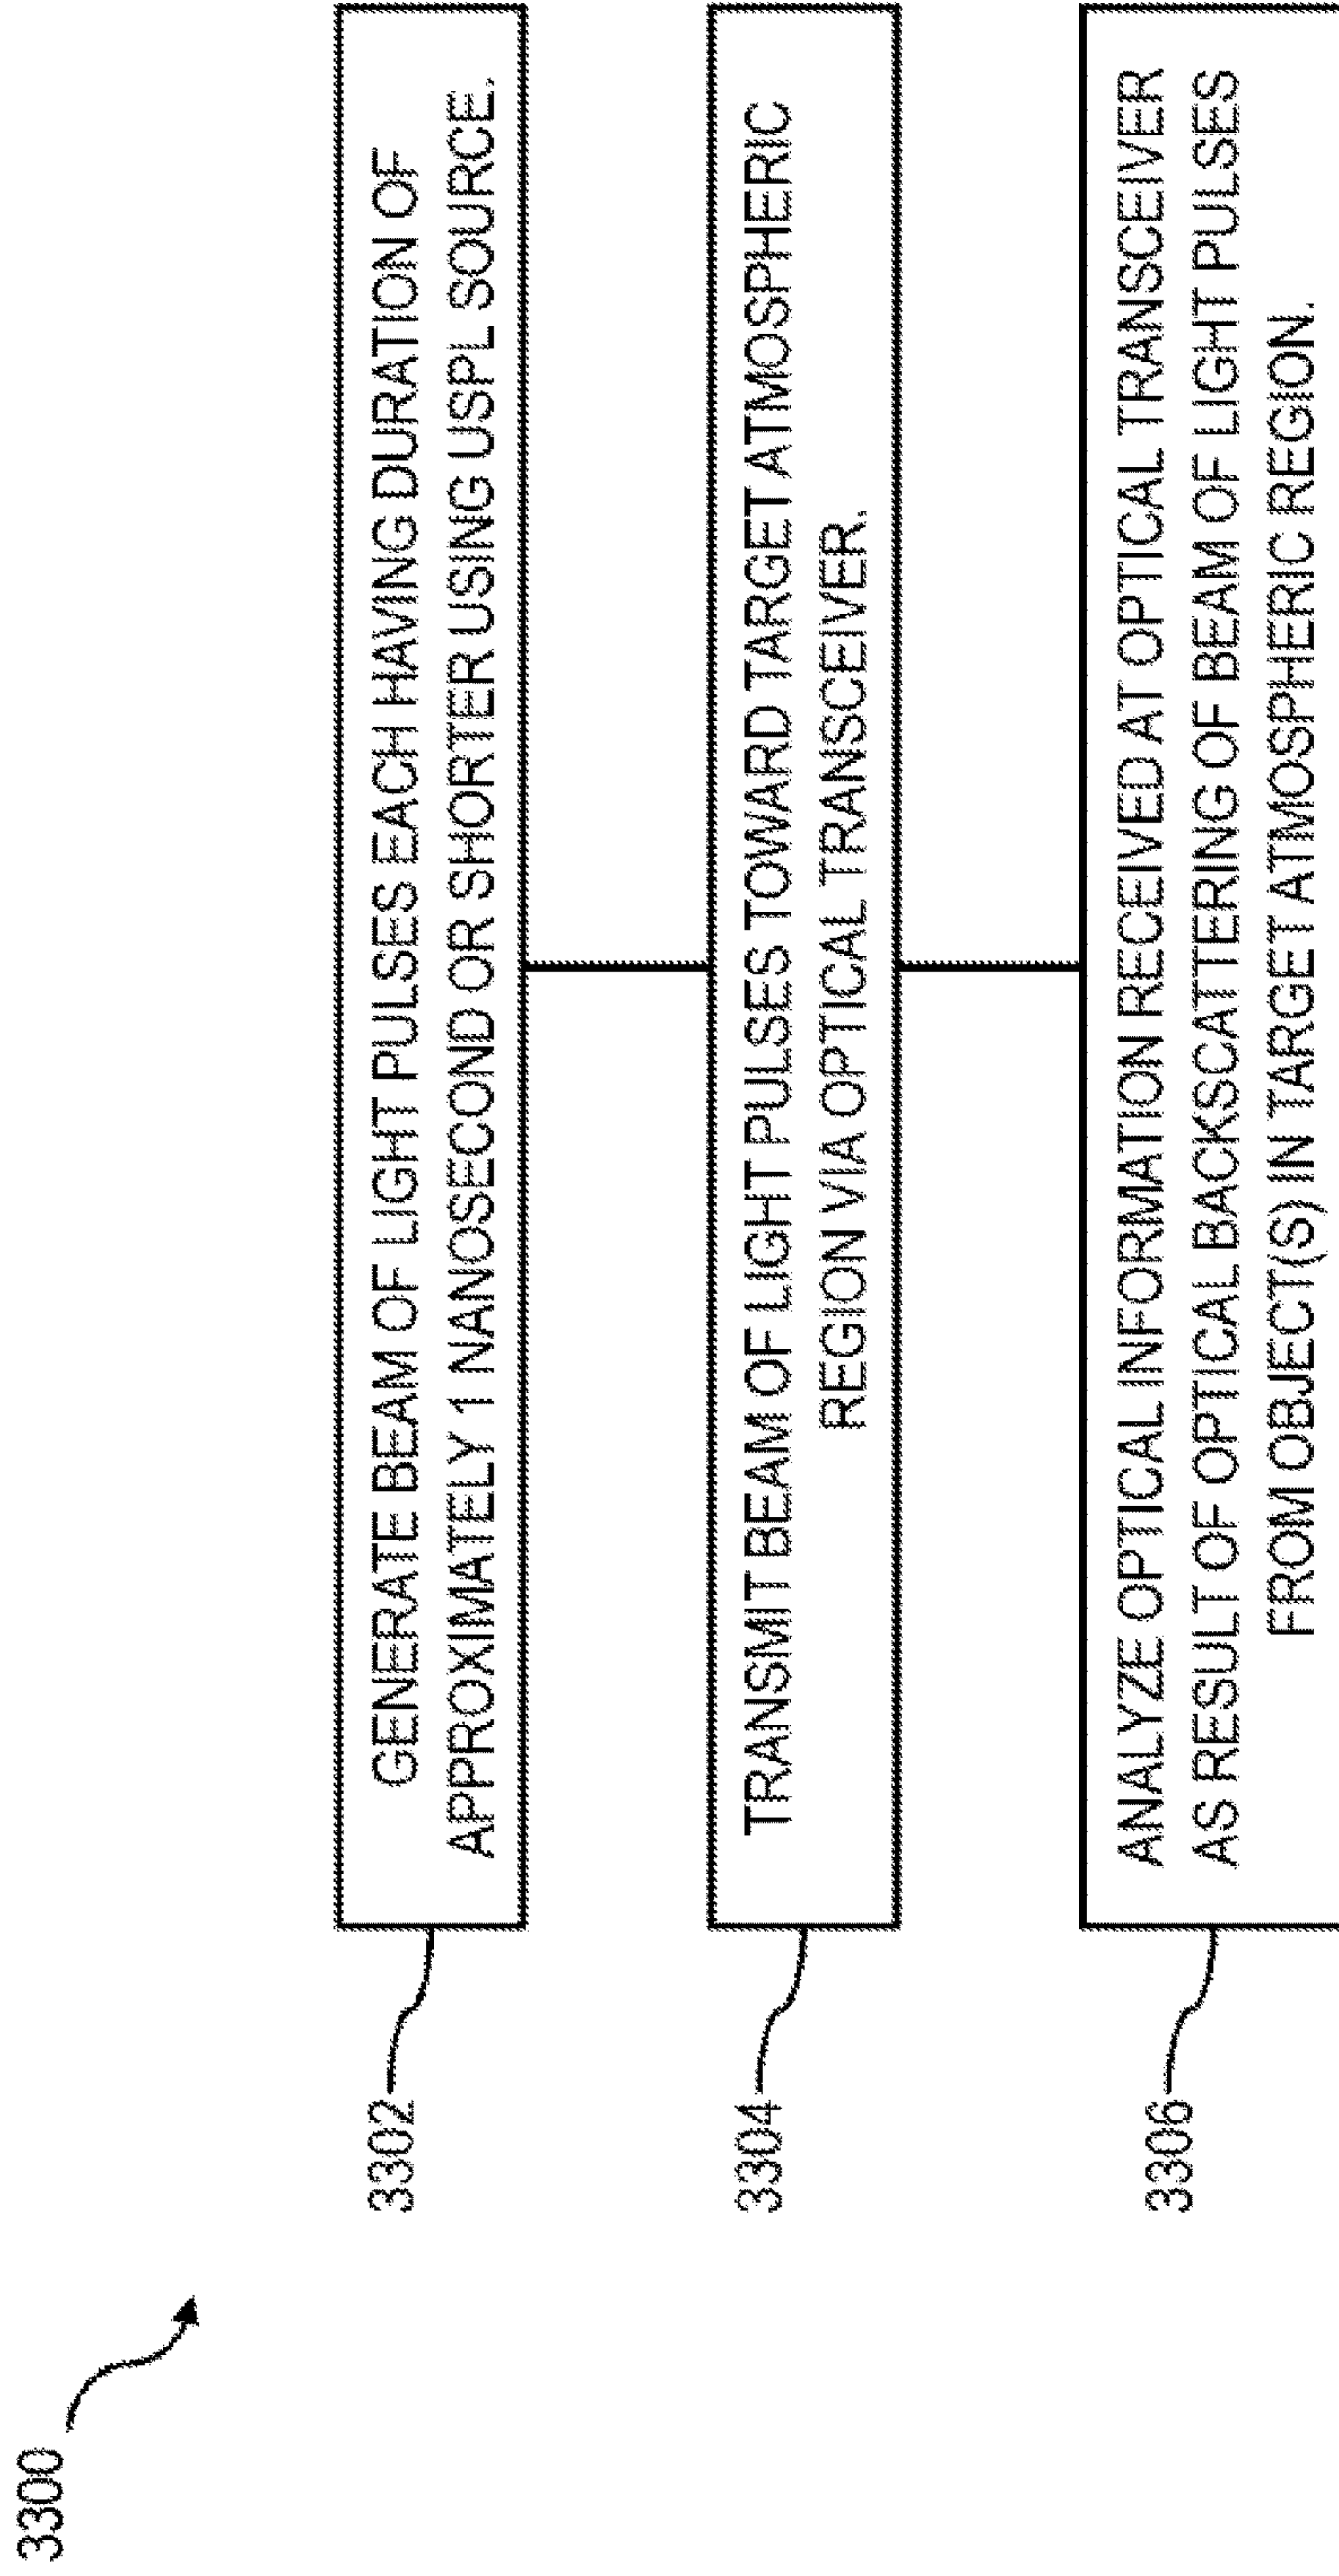 3300
3302
GENERATE BEAM OF LIGHT PULSES EACH HAVING DURATION OF
APPROXIMATELY 1 NANOSECOND OR SHORTER USING USPL SOURCE.
3304
TRANSMIT BEAM OF LIGHT PULSES TOWARD TARGET ATMOSPHERIC
REGION VIA OPTICAL TRANSCEIVER.
3306
ANALYZE OPTICAL INFORMATION RECEIVED AT OPTICAL TRANSCEIVER
AS RESULT OF OPTICAL BACKSCATTERING OF BEAM OF LIGHT PULSES
FROM OBJECT(S) IN TARGET ATMOSPHERIC REGION.